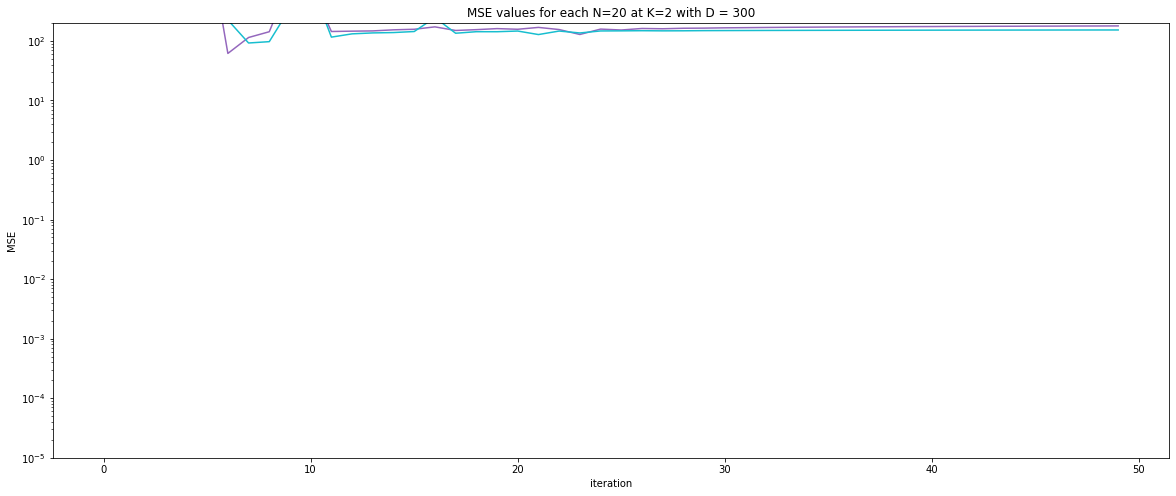 MSE values for each N=20 at K=2 with D = 300
10²
10¹
10⁰
10⁻¹
10⁻²
10⁻³
10⁻⁴
10⁻⁵
MSE
0 10 20 30 40 50
iteration